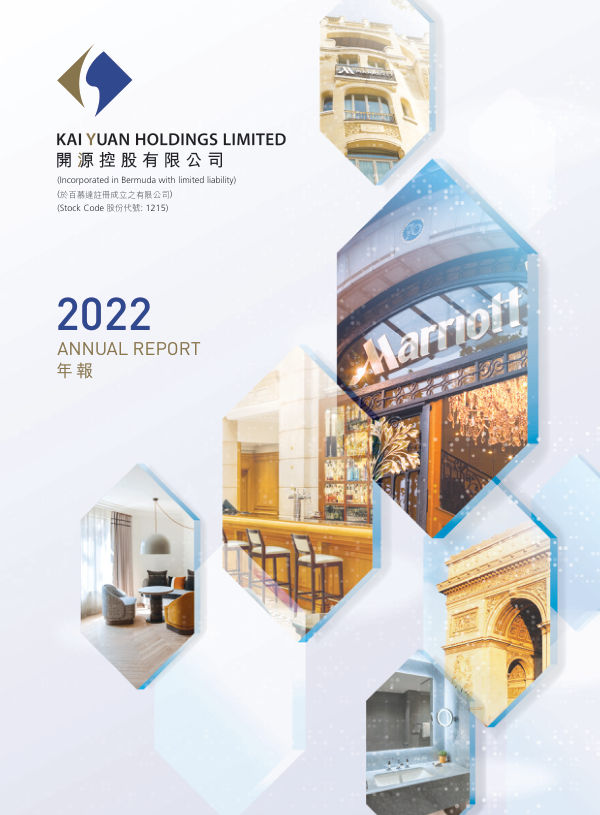 Marriott
KAI YUAN HOLDINGS LIMITED
開源控股有限公司
(Incorporated in Bermuda with limited liability)
(於百慕達註冊成立之有限公司)
(Stock Code 股份代號: 1215)
Marriott
2022
ANNUAL REPORT
年報